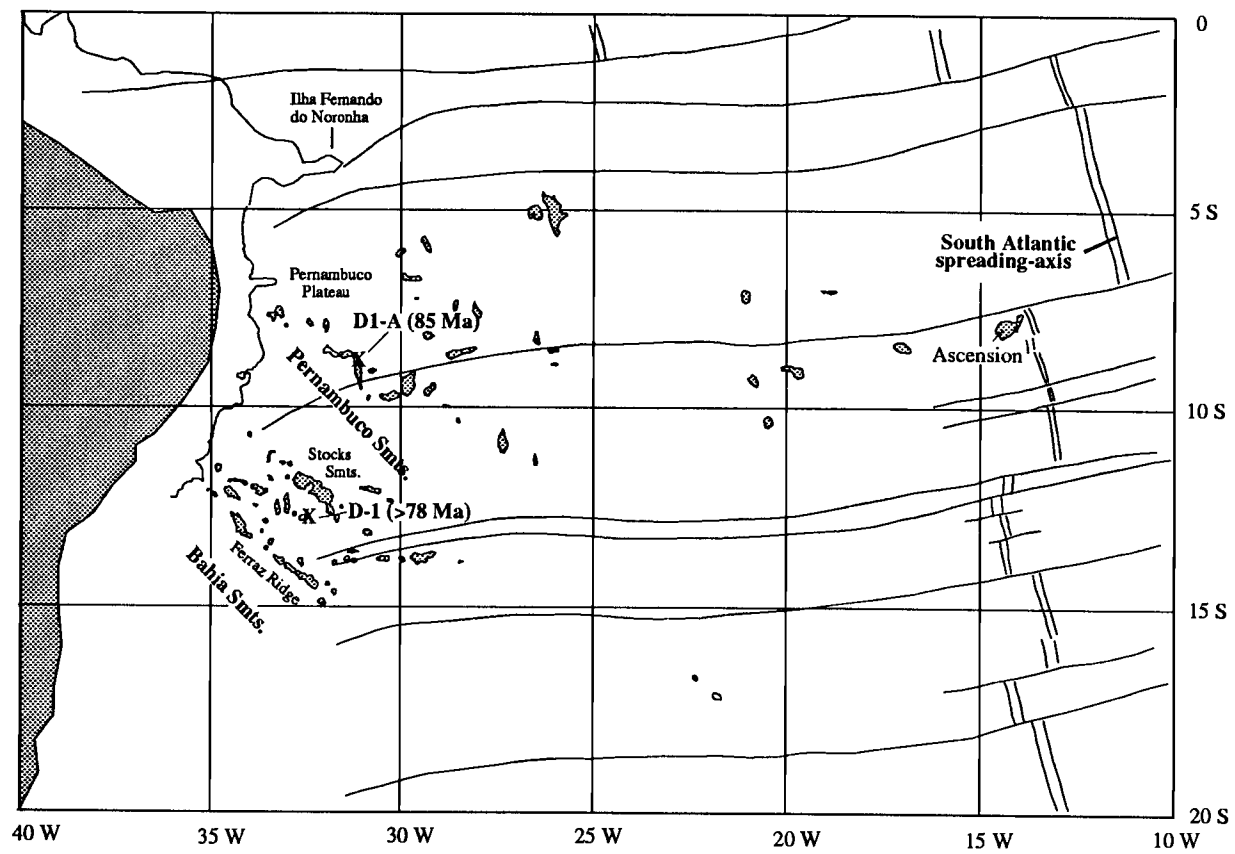 0
Ilha Fernando
do Noronha
5 S
South Atlantic
spreading-axis
Pernambuco
Plateau
D1-A (85 Ma)
Ascension
Pernambuco Smts.
10 S
Stocks
Smts.
D-1 (>78 Ma)
X
Ferraz Ridge
Bahia Smts.
15 S
20 S
40 W
35 W
30 W
25 W
20 W
15 W
10 W